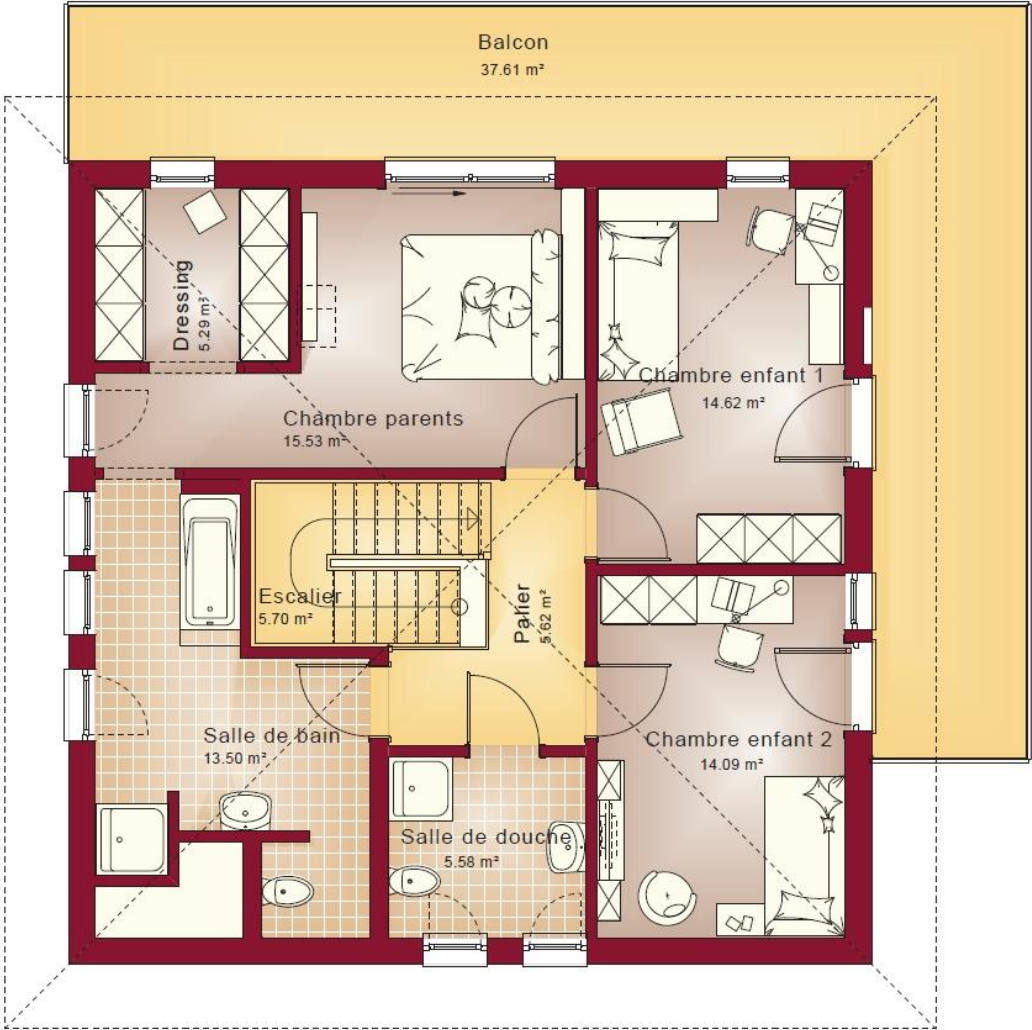 Balcon
37.61 m²
Dressing
5.29 m²
Chambre parents
15.53 m²
Chambre enfant 1
14.62 m²
Escalier
5.70 m²
Palier
5.62 m²
Salle de bain
13.50 m²
Chambre enfant 2
14.09 m²
Salle de douche
5.58 m²